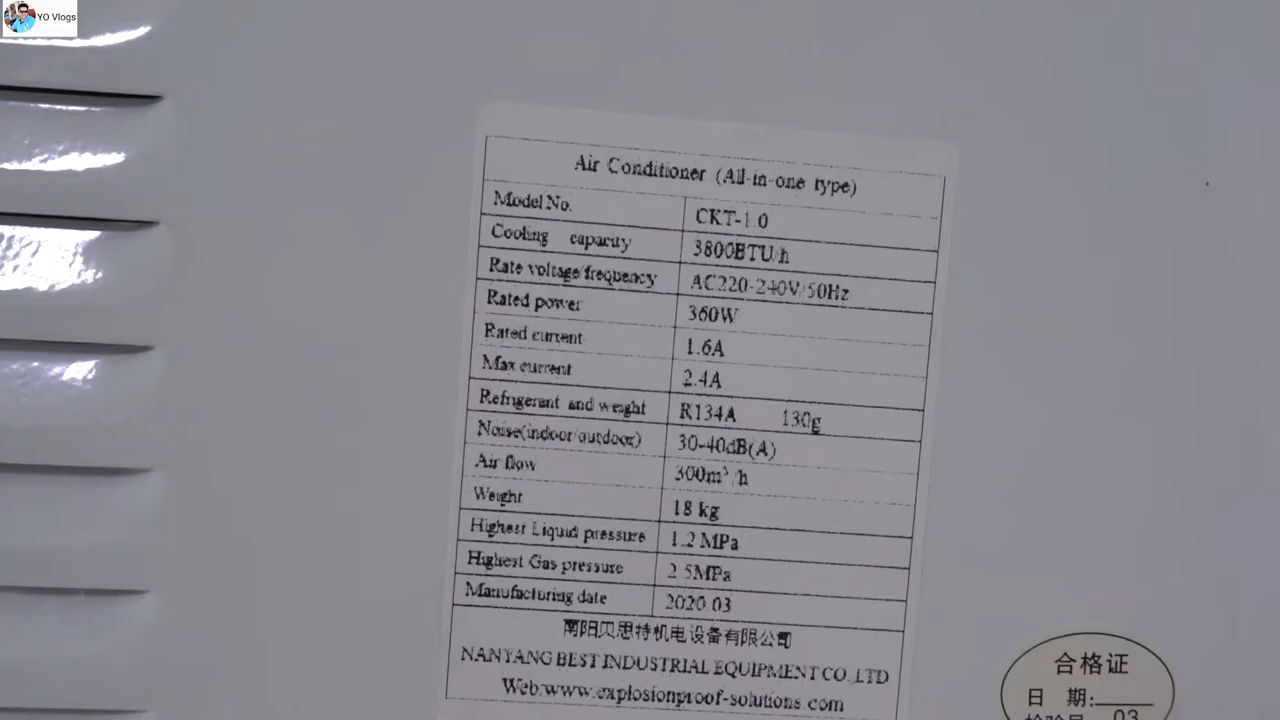 YO Vlogs
Air Conditioner (All-in-one type)
Model No. CKT-1.0
Cooling capacity 3800BTU/h
Rate voltage/frequency AC220-240V/50Hz
Rated power 360W
Rated current 1.6A
Max current 2.4A
Refrigerent and weight R134A 130g
Noise(indoor/outdoor) 30-40dB(A)
Air flow 300m³/h
Weight 18 kg
Highest Liquid pressure 1.2 MPa
Highest Gas pressure 2.5MPa
Manufacturing date 2020.03
南阳贝思特机电设备有限公司
NANYANG BEST INDUSTRIAL EQUIPMENT CO.,LTD
Web:www.explosionproof-solutions.com
合格证
日 期:
检验员 03